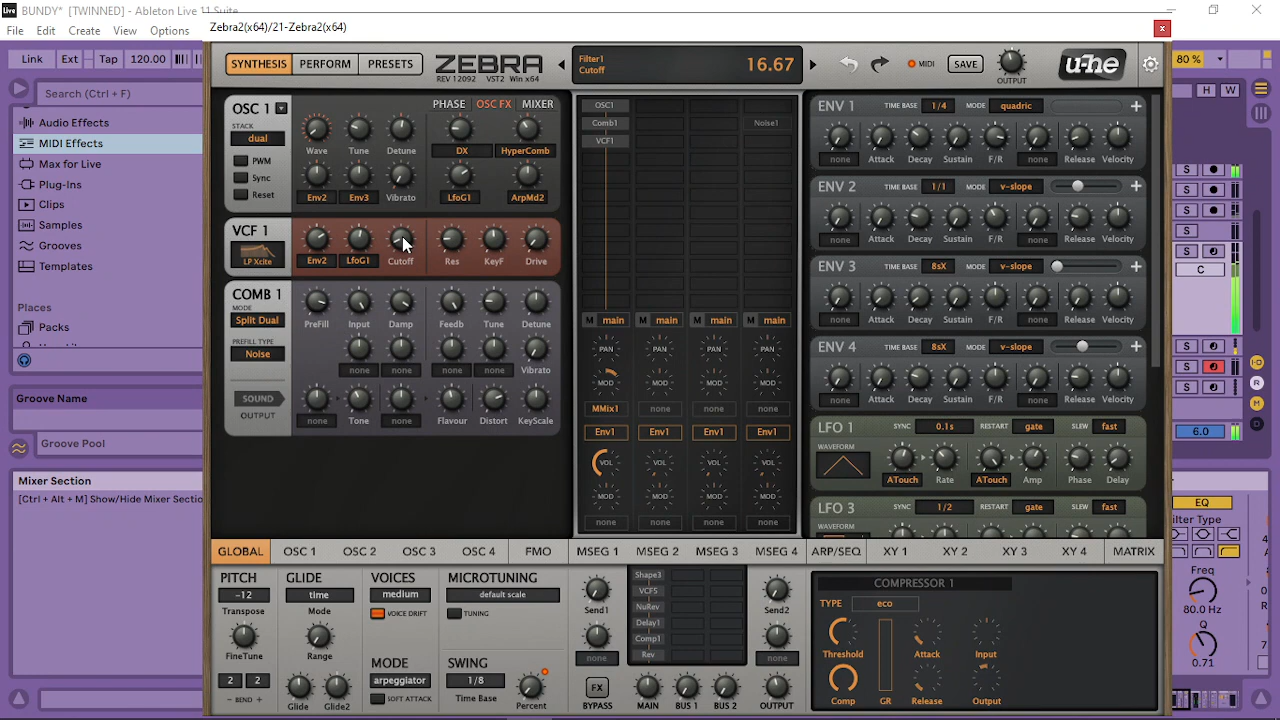 BUNDY* [TWINNED] - Ableton Live 11 Suite
File Edit Create View Options
Zebra2(x64)/21-Zebra2(x64)
Link Ext Tap 120.00
Search (Ctrl + F)
Audio Effects
MIDI Effects
Max for Live
Plug-Ins
Clips
Samples
Grooves
Templates
Places
Packs
Groove Name
Groove Pool
Mixer Section
[Ctrl + Alt + M] Show/Hide Mixer Sectio
SYNTHESIS PERFORM PRESETS
ZEBRA
REV 12092 VST2 Win x64
Filter1
Cutoff
16.67
MIDI SAVE OUTPUT u-he
80 %
OSC 1 PHASE OSC FX MIXER
STACK
dual
PWM
Sync
Reset
Wave Tune Detune DX HyperComb
Env2 Env3 Vibrato LfoG1 ArpMd2
VCF 1
LP Xcite
Env2 LfoG1 Cutoff Res KeyF Drive
COMB 1
MODE
Split Dual
PREFILL TYPE
Noise
SOUND
OUTPUT
PreFill Input Damp Feedb Tune Detune
none none none none Vibrato
none Tone none Flavour Distort KeyScale
OSC1
Comb1 Noise1
VCF1
M main M main M main M main
PAN PAN PAN PAN
MOD MOD MOD MOD
MMix1 none none none
Env1 Env1 Env1 Env1
VOL VOL VOL VOL
MOD MOD MOD MOD
none none none none
ENV 1 TIME BASE 1/4 MODE quadric +
none Attack Decay Sustain F/R none Release Velocity
ENV 2 TIME BASE 1/1 MODE v-slope +
none Attack Decay Sustain F/R none Release Velocity
ENV 3 TIME BASE 8sX MODE v-slope +
none Attack Decay Sustain F/R none Release Velocity
ENV 4 TIME BASE 8sX MODE v-slope +
none Attack Decay Sustain F/R none Release Velocity
LFO 1 SYNC 0.1s RESTART gate SLEW fast
WAVEFORM
ATouch Rate ATouch Amp Phase Delay
LFO 3 SYNC 1/2 RESTART gate SLEW fast
WAVEFORM
GLOBAL OSC 1 OSC 2 OSC 3 OSC 4 FMO MSEG 1 MSEG 2 MSEG 3 MSEG 4 ARP/SEQ XY 1 XY 2 XY 3 XY 4 MATRIX
PITCH
-12
Transpose
FineTune
2 2
– BEND +
GLIDE
time
Mode
Range
Glide Glide2
VOICES
medium
VOICE DRIFT
MODE
arpeggiator
SOFT ATTACK
MICROTUNING
default scale
TUNING
SWING
1/8
Time Base Percent
Send1
none
FX
BYPASS
Shape3
VCF5
NuRev
Delay1
Comp1
Rev
MAIN BUS 1 BUS 2
Send2
none
OUTPUT
COMPRESSOR 1
TYPE eco
Threshold Attack Input
Comp GR Release Output
H W
S
S
S
S
S
C
S
S
S
6.0
I-O
R
M
D
EQ
ilter Type
Freq
80.0 Hz
Q
0.71